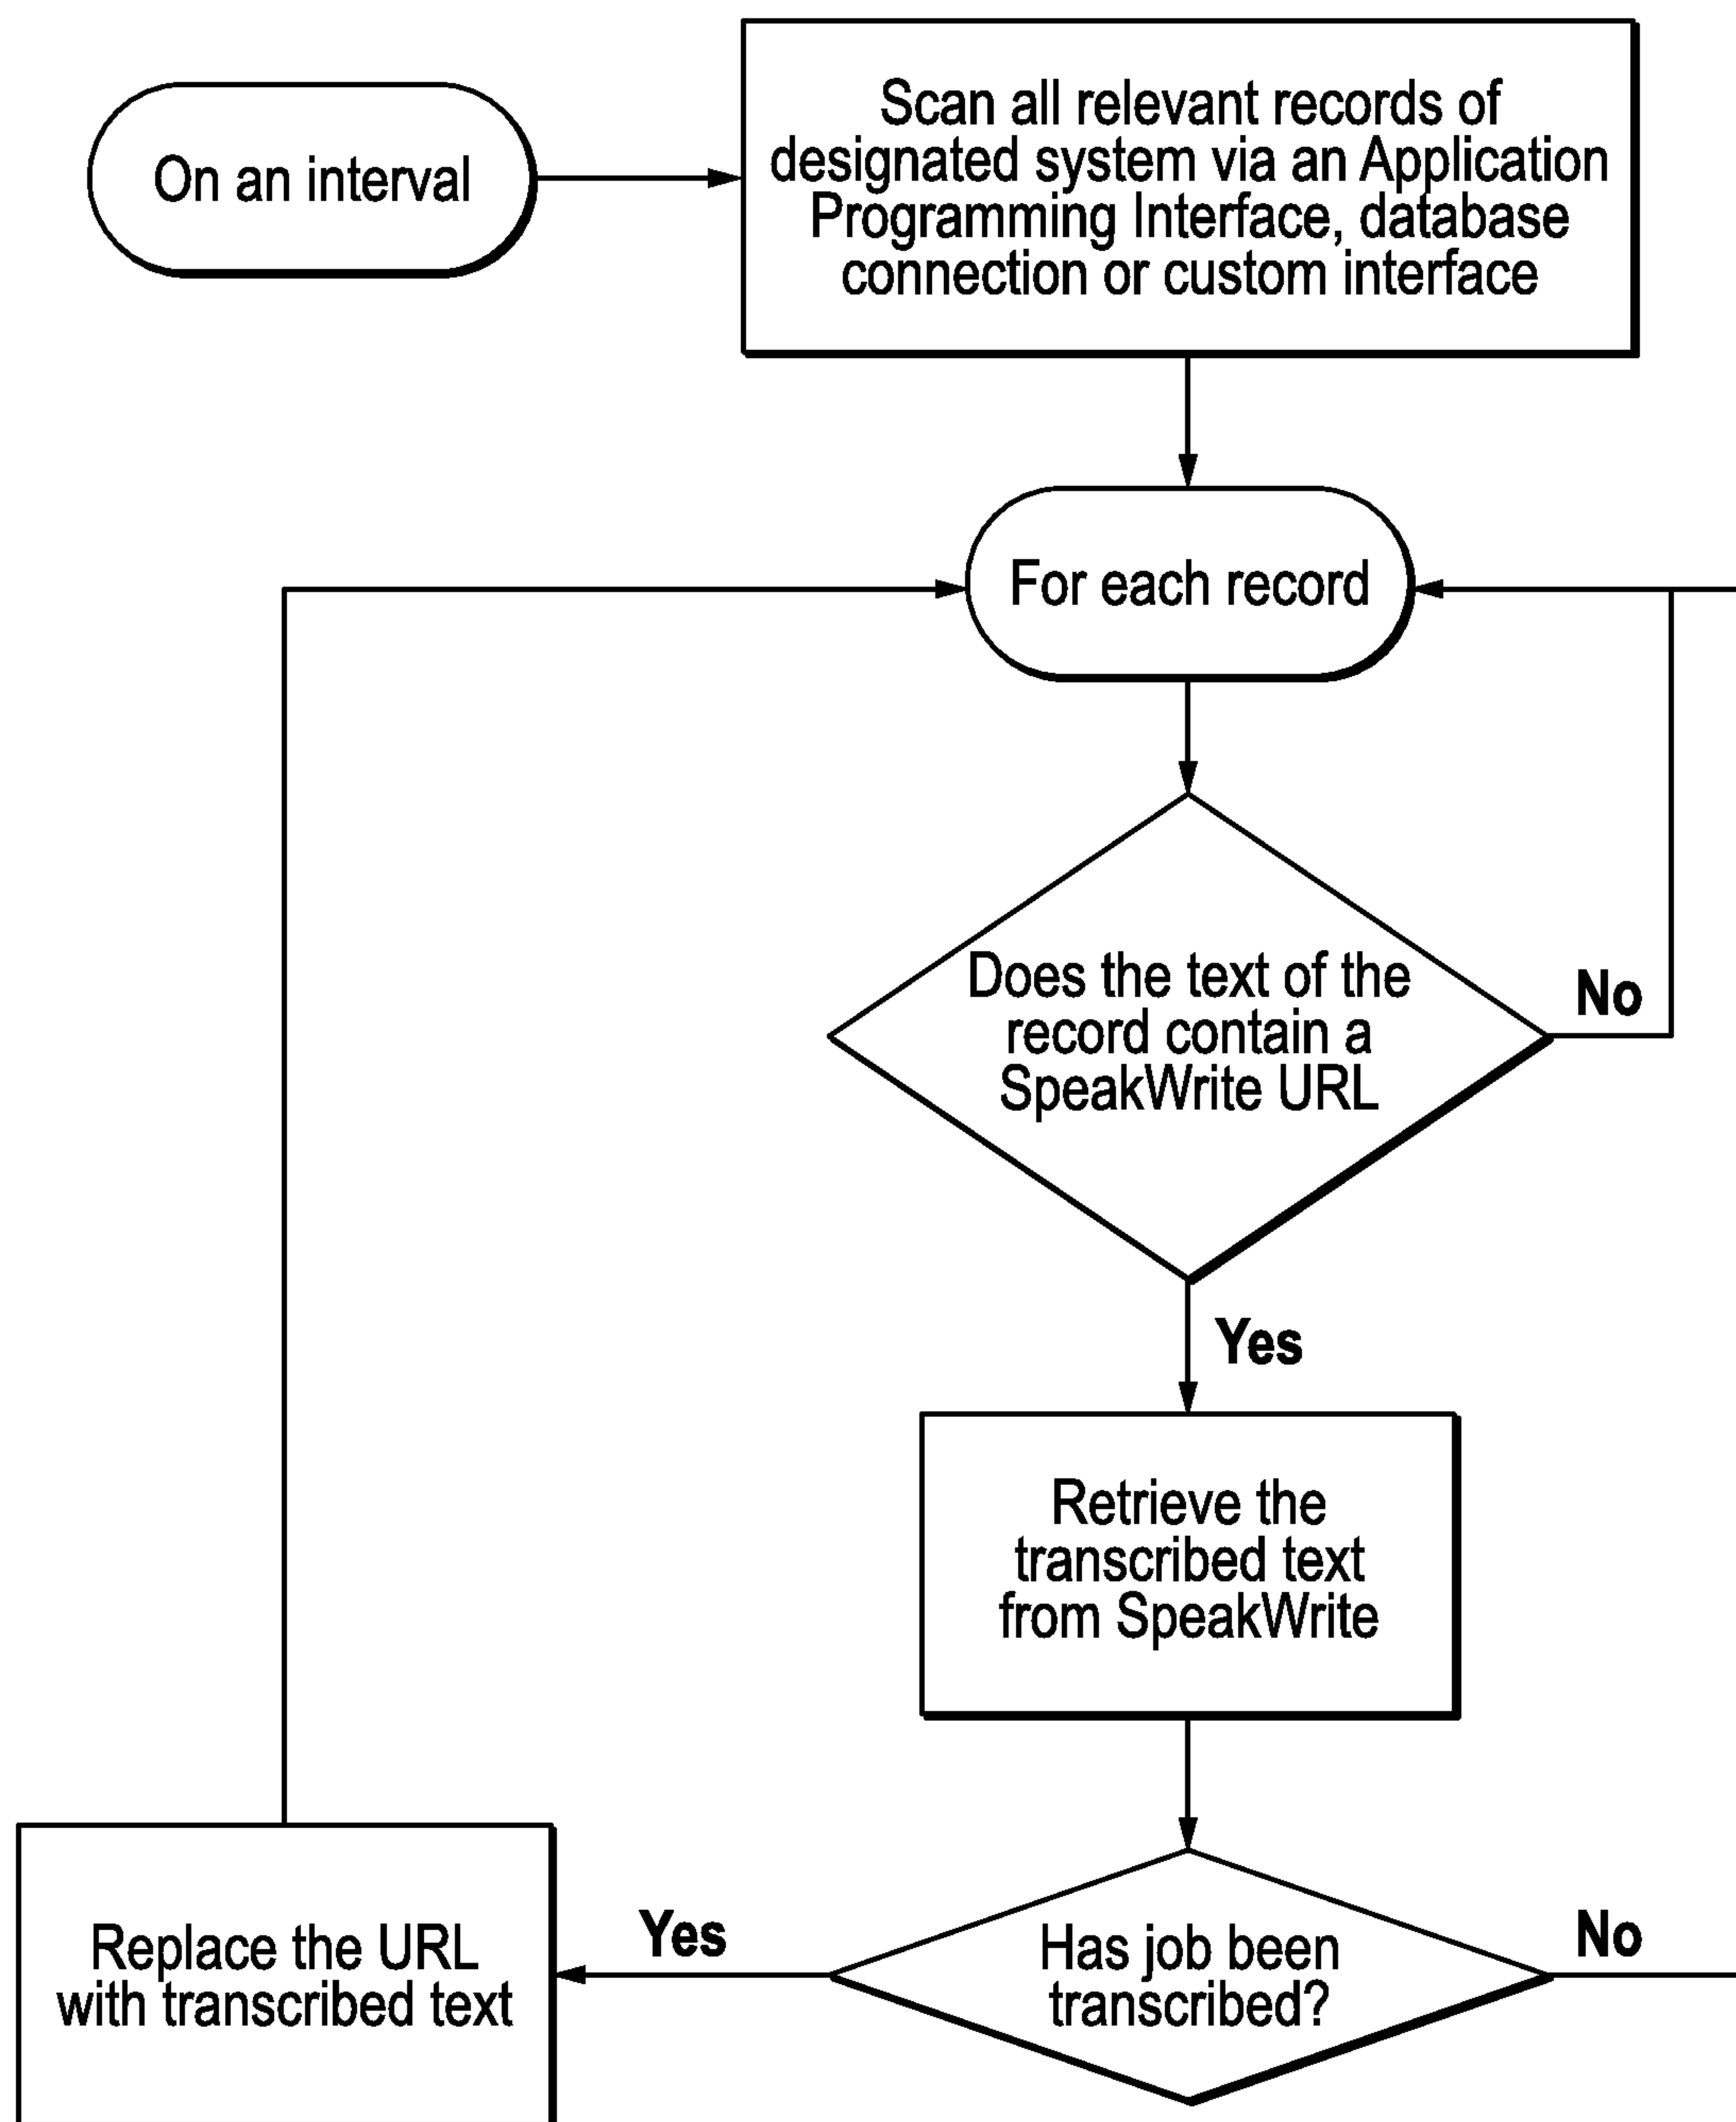 On an interval
Scan all relevant records of
designated system via an Application
Programming Interface, database
connection or custom interface
For each record
Does the text of the
record contain a
SpeakWrite URL
No
Yes
Retrieve the
transcribed text
from SpeakWrite
Has job been
transcribed?
Yes
No
Replace the URL
with transcribed text